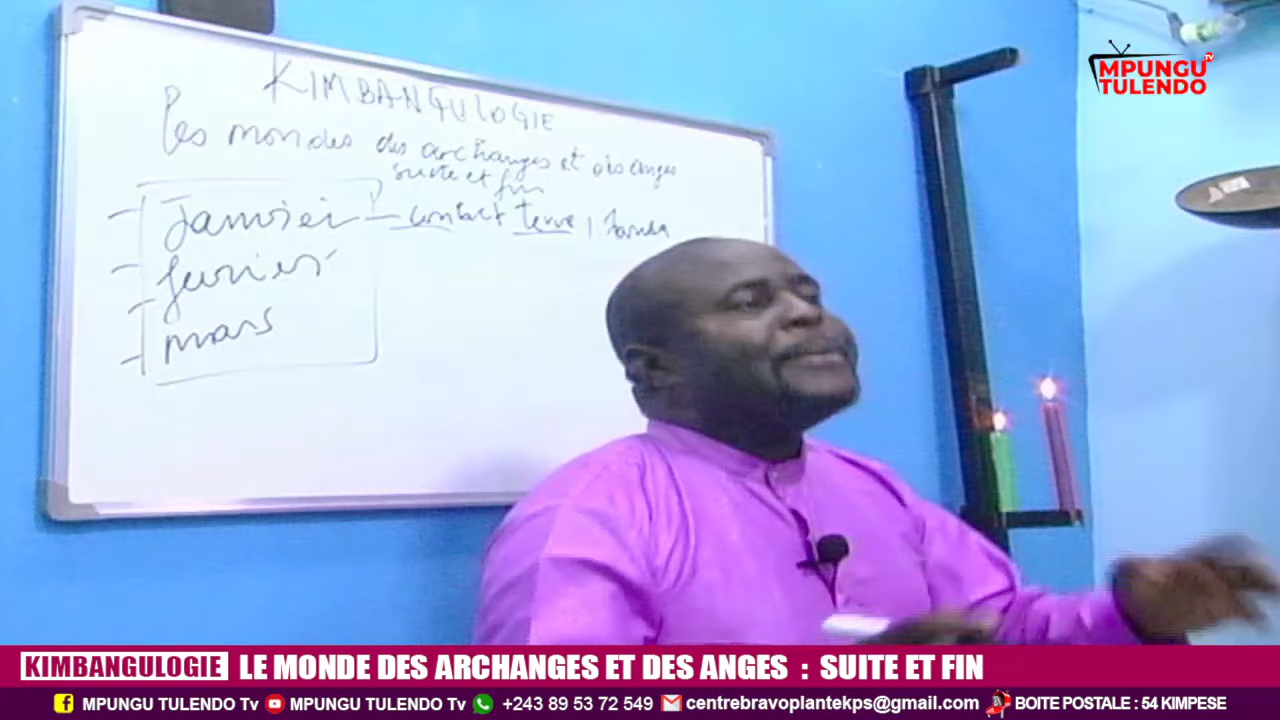 KIMBANGULOGIE
Les mondes des archanges et des anges
suite et fin
Janvier - contact terre |
fevrier
mars
MPUNGU TV
TULENDO
KIMBANGULOGIE LE MONDE DES ARCHANGES ET DES ANGES : SUITE ET FIN
MPUNGU TULENDO Tv MPUNGU TULENDO Tv +243 89 53 72 549 centrebravoplantekps@gmail.com BOITE POSTALE : 54 KIMPESE